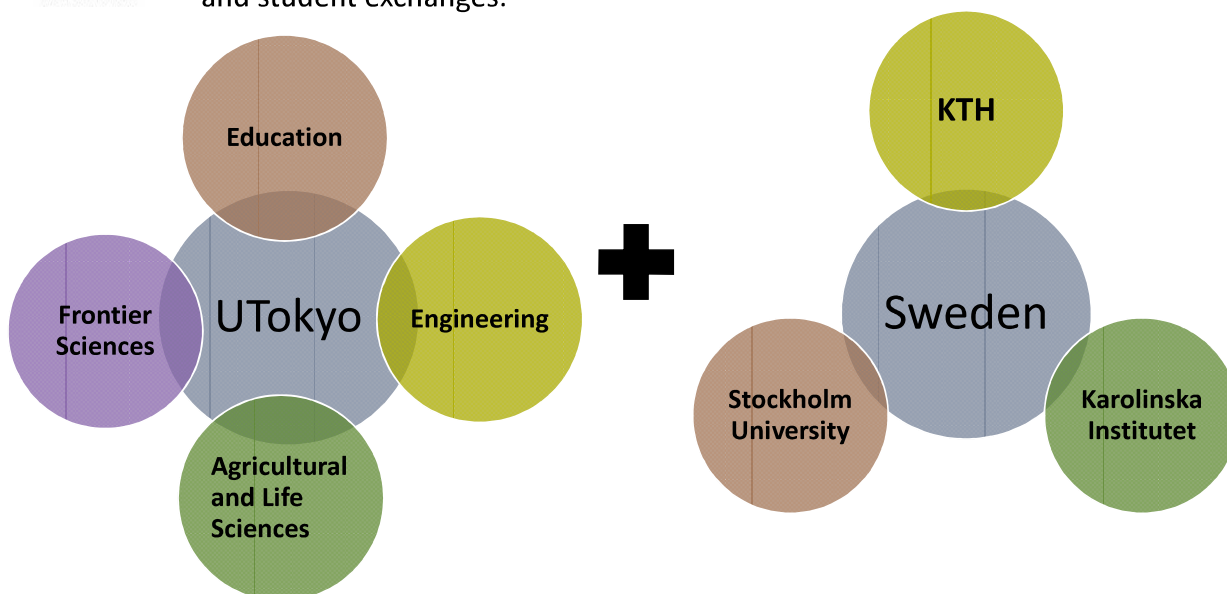 and student exchanges.
Education
KTH
Frontier
Sciences
UTokyo
Engineering
Sweden
Stockholm
University
Karolinska
Institutet
Agricultural
and Life
Sciences